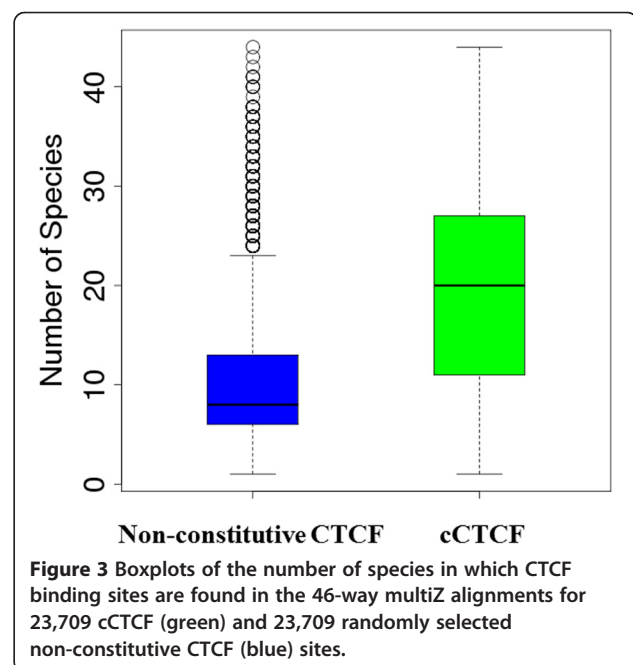 40
30
20
10
0
Number of Species
Non-constitutive CTCF cCTCF
Figure 3 Boxplots of the number of species in which CTCF
binding sites are found in the 46-way multiZ alignments for
23,709 cCTCF (green) and 23,709 randomly selected
non-constitutive CTCF (blue) sites.